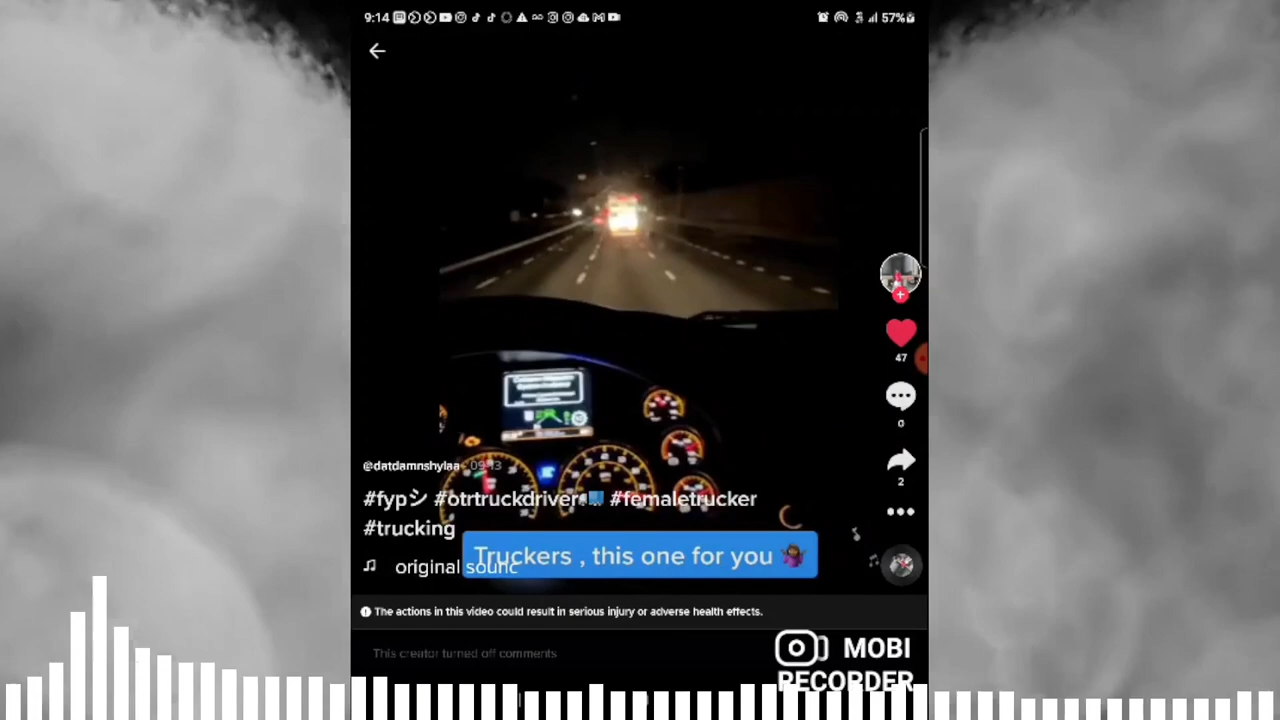 9:14
57%
47
0
2
@datdamnshylaa · 09-13
#fypシ #otrtruckdriver #femaletrucker
#trucking
Truckers , this one for you
original sounc
The actions in this video could result in serious injury or adverse health effects.
This creator turned off comments
MOBI
RECORDER